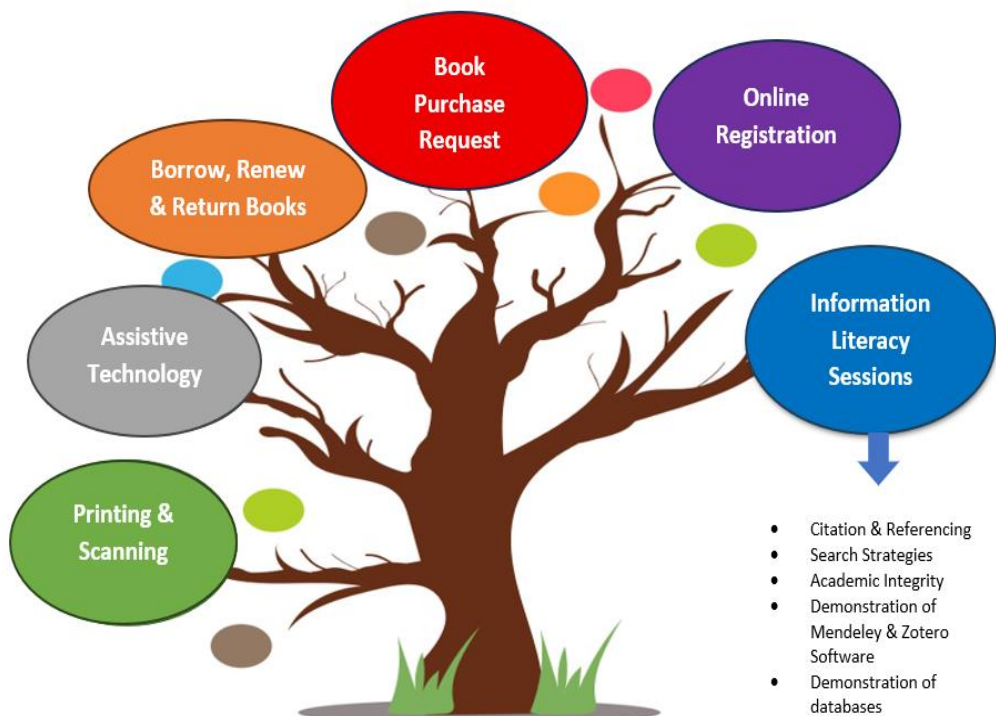 Book
Purchase
Request
Online
Registration
Borrow, Renew
& Return Books
Assistive
Technology
Information
Literacy
Sessions
Printing &
Scanning
• Citation & Referencing
• Search Strategies
• Academic Integrity
• Demonstration of
Mendeley & Zotero
Software
• Demonstration of
databases